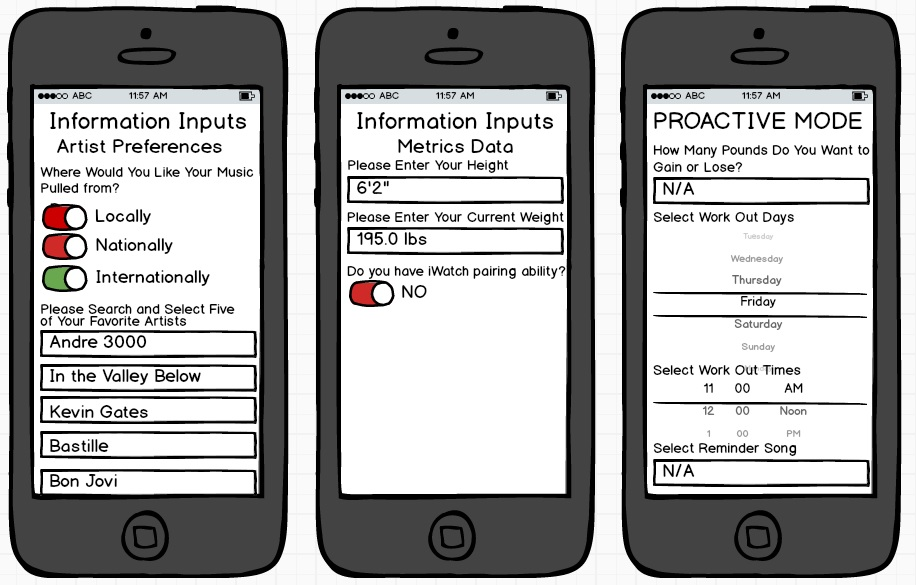 ABC 11:57 AM
Information Inputs
Artist Preferences
Where Would You Like Your Music
Pulled from?
Locally
Nationally
Internationally
Please Search and Select Five
of Your Favorite Artists
Andre 3000
In the Valley Below
Kevin Gates
Bastille
Bon Jovi
ABC 11:57 AM
Information Inputs
Metrics Data
Please Enter Your Height
6'2"
Please Enter Your Current Weight
195.0 lbs
Do you have iWatch pairing ability?
NO
ABC 11:57 AM
PROACTIVE MODE
How Many Pounds Do You Want to
Gain or Lose?
N/A
Select Work Out Days
Tuesday
Wednesday
Thursday
Friday
Saturday
Sunday
Select Work Out Times
11 00 AM
12 00 Noon
1 00 PM
Select Reminder Song
N/A